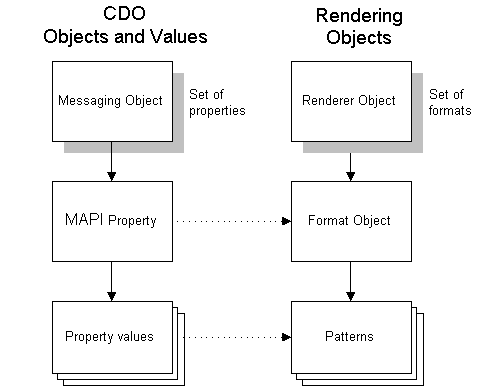 CDO
Objects and Values
Rendering
Objects
Messaging Object
Set of
properties
Renderer Object
Set of
formats
MAPI Property
Format Object
Property values
Patterns